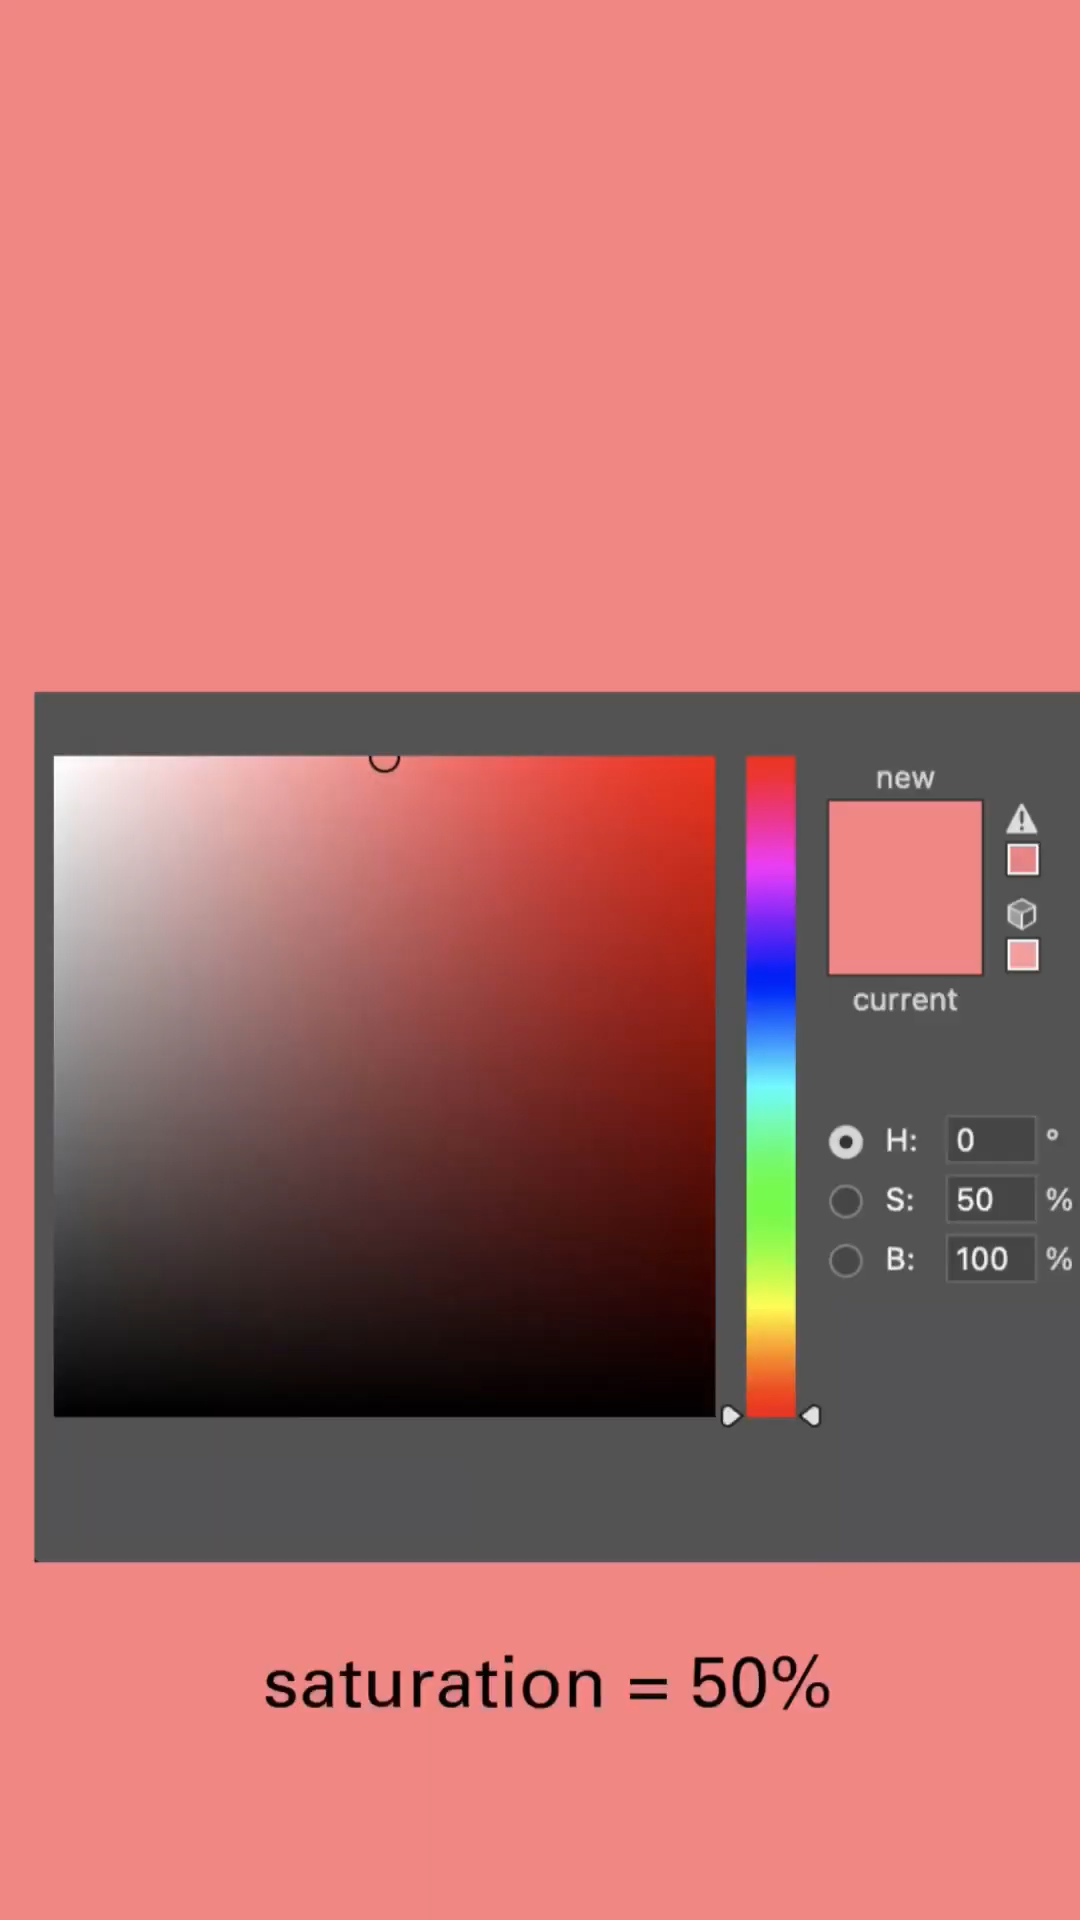 new
current
H: 0 °
S: 50 %
B: 100 %
saturation = 50%